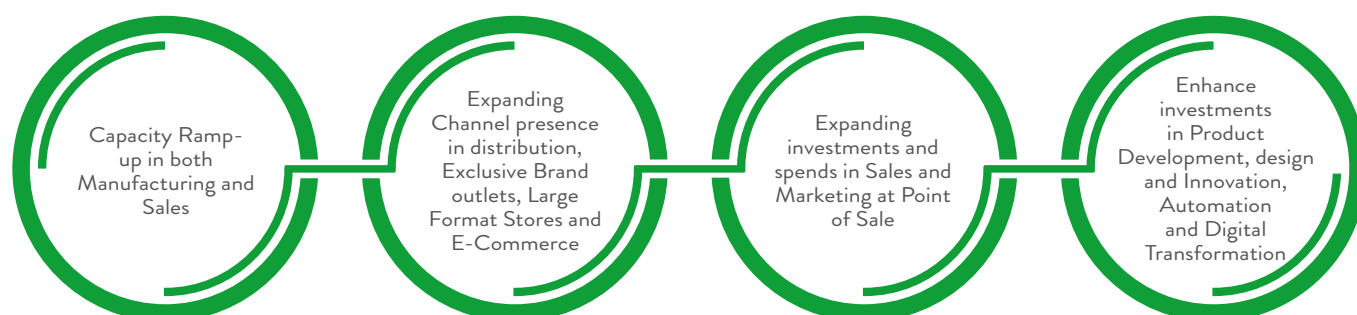 Capacity Ramp-
up in both
Manufacturing and
Sales
Expanding
Channel presence
in distribution,
Exclusive Brand
outlets, Large
Format Stores and
E-Commerce
Expanding
investments and
spends in Sales and
Marketing at Point
of Sale
Enhance
investments
in Product
Development, design
and Innovation,
Automation
and Digital
Transformation